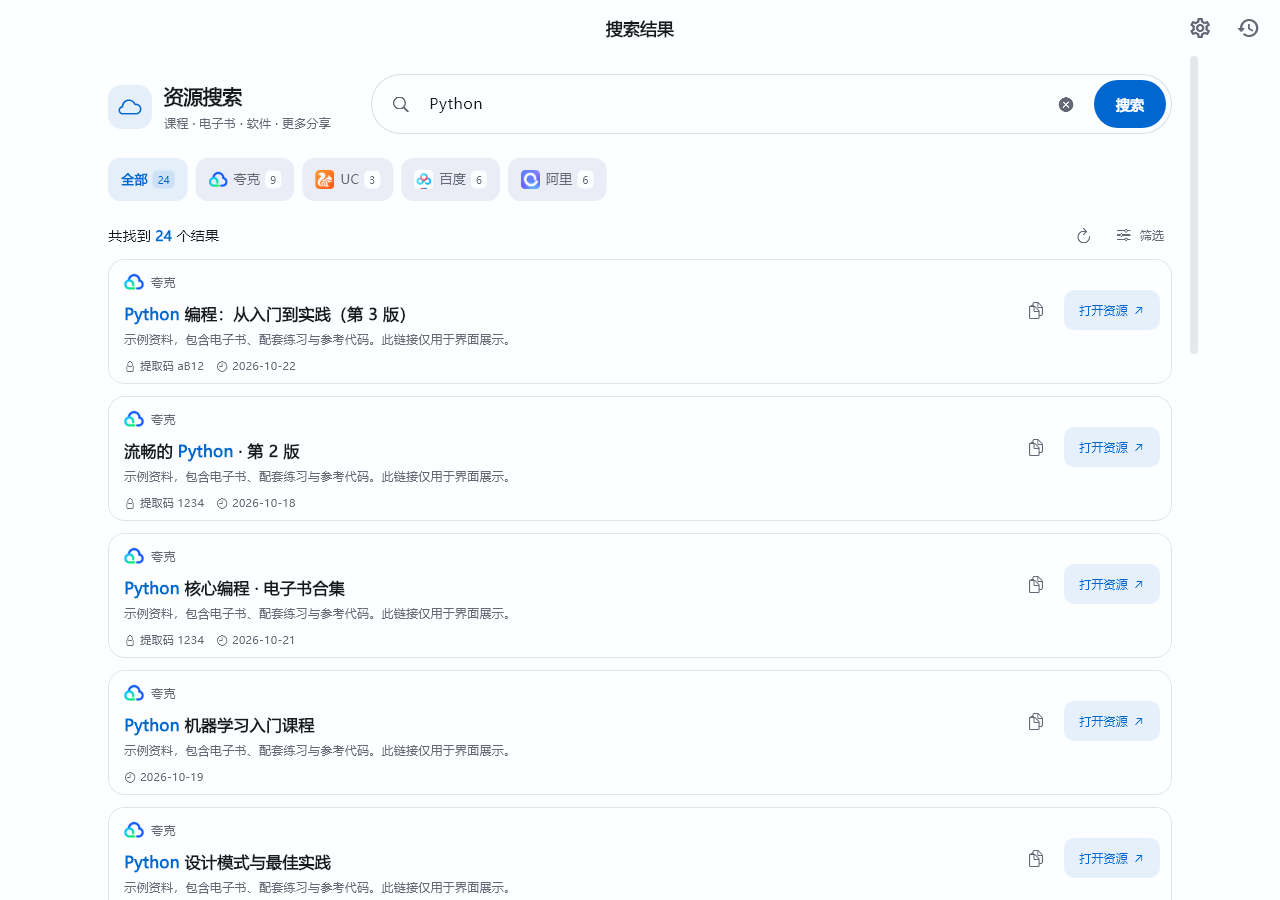 搜索结果
资源搜索
课程 · 电子书 · 软件 · 更多分享
Python
搜索
全部 24 夸克 9 UC 3 百度 6 阿里 6
共找到 24 个结果
筛选
夸克
Python 编程：从入门到实践（第 3 版）
示例资料，包含电子书、配套练习与参考代码。此链接仅用于界面展示。
提取码 aB12 2026-10-22
打开资源
夸克
流畅的 Python · 第 2 版
示例资料，包含电子书、配套练习与参考代码。此链接仅用于界面展示。
提取码 1234 2026-10-18
打开资源
夸克
Python 核心编程 · 电子书合集
示例资料，包含电子书、配套练习与参考代码。此链接仅用于界面展示。
提取码 1234 2026-10-21
打开资源
夸克
Python 机器学习入门课程
示例资料，包含电子书、配套练习与参考代码。此链接仅用于界面展示。
2026-10-19
打开资源
夸克
Python 设计模式与最佳实践
示例资料，包含电子书、配套练习与参考代码。此链接仅用于界面展示。
打开资源